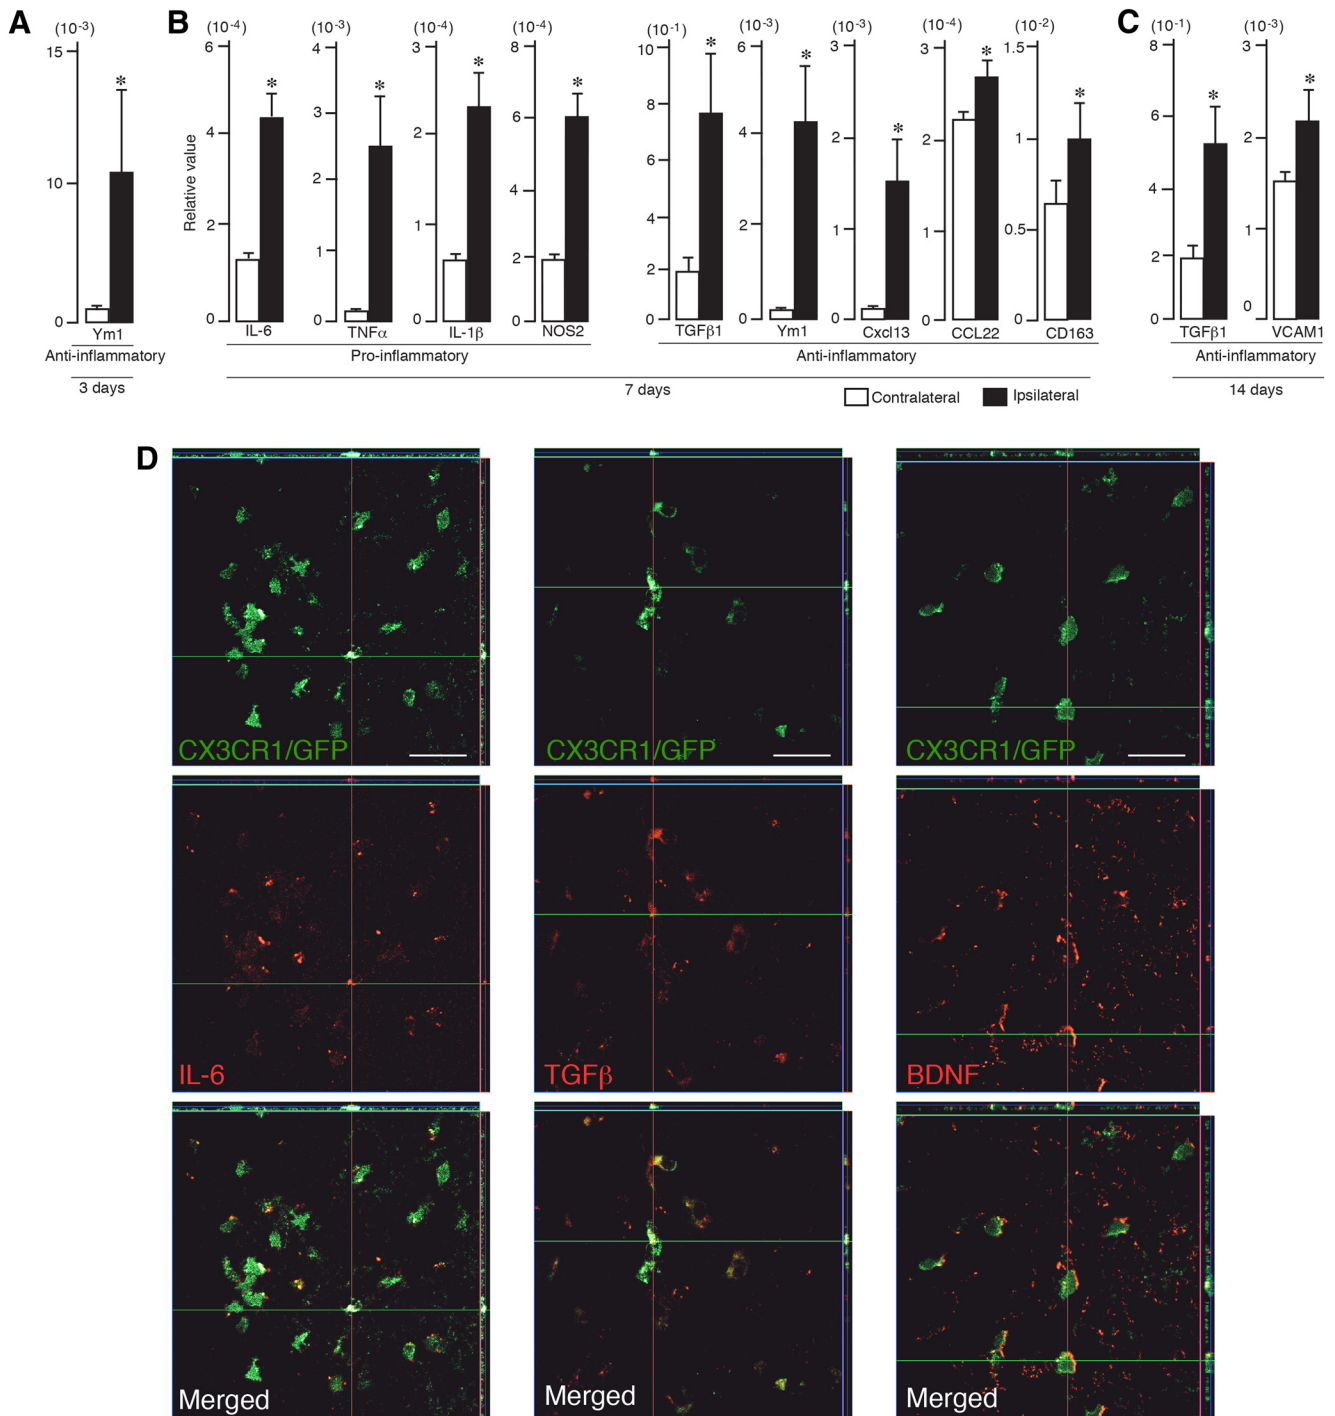 A
(10-3)
15
10
5
0
*
Ym1
Anti-inflammatory
3 days
B
Relative value
(10-4)
6
4
2
0
*
IL-6
(10-3)
4
3
2
1
0
*
TNFα
(10-4)
3
2
1
0
*
IL-1β
(10-4)
8
6
4
2
0
*
NOS2
Pro-inflammatory
(10-1)
10
8
6
4
2
0
*
TGFβ1
(10-3)
6
4
2
0
*
Ym1
(10-3)
3
2
1
0
*
Cxcl13
(10-4)
3
2
1
0
*
CCL22
(10-2)
1.5
1
0.5
0
*
CD163
Anti-inflammatory
7 days
Contralateral
Ipsilateral
C
(10-1)
8
6
4
2
0
*
TGFβ1
(10-3)
3
2
1
0
*
VCAM1
Anti-inflammatory
14 days
D
CX3CR1/GFP
CX3CR1/GFP
CX3CR1/GFP
IL-6
TGFβ
BDNF
Merged
Merged
Merged